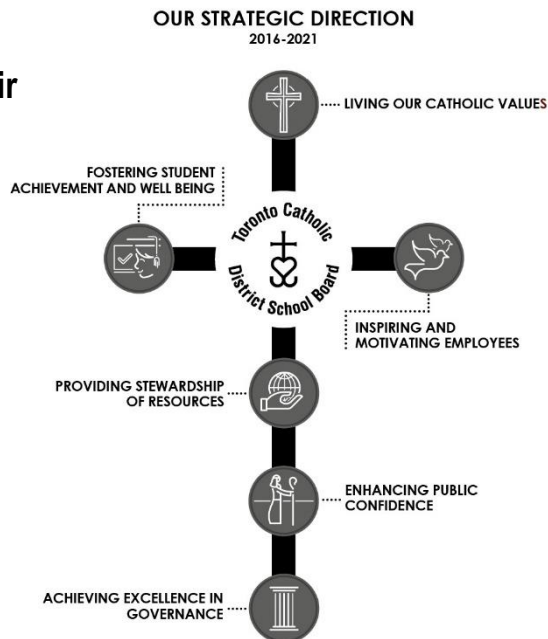 OUR STRATEGIC DIRECTION
2016-2021
ir
LIVING OUR CATHOLIC VALUES
FOSTERING STUDENT
ACHIEVEMENT AND WELL BEING
Toronto Catholic
District School Board
INSPIRING AND
MOTIVATING EMPLOYEES
PROVIDING STEWARDSHIP
OF RESOURCES
ENHANCING PUBLIC
CONFIDENCE
ACHIEVING EXCELLENCE IN
GOVERNANCE